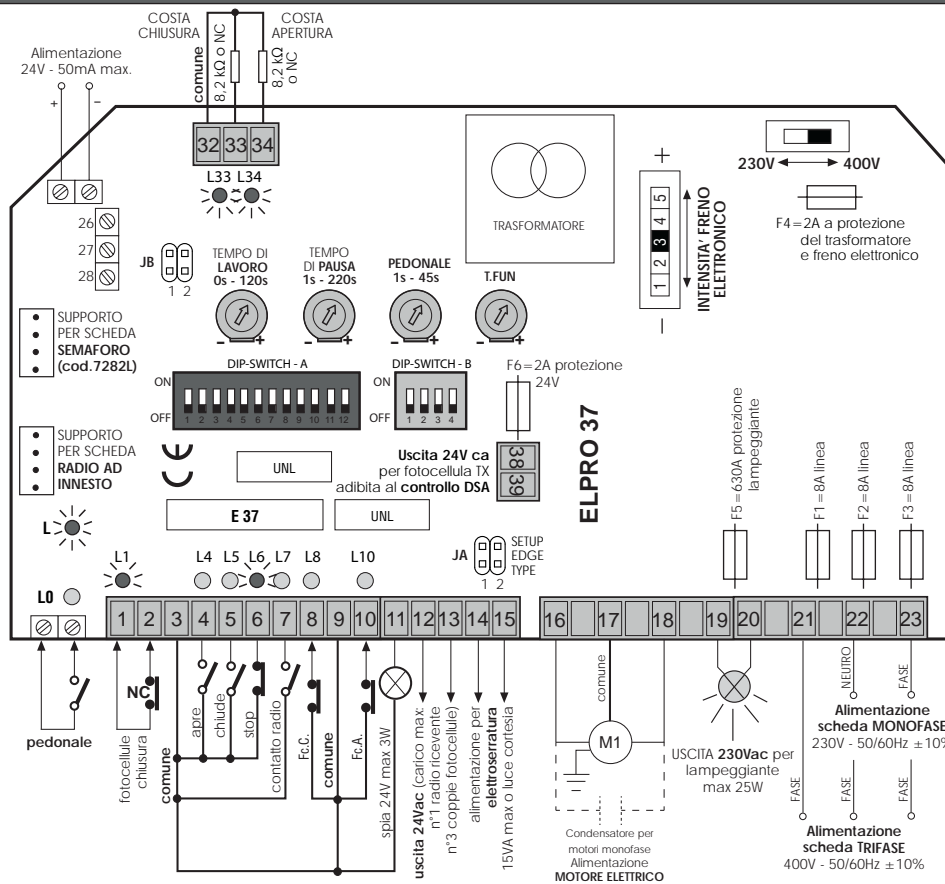 COSTA
CHIUSURA
COSTA
APERTURA
Alimentazione
24V - 50mA max.
+
–
comune
8,2 kΩ o NC
8,2 kΩ
o NC
32 33 34
L33 L34
26
27
28
JB
1 2
TRASFORMATORE
+
1 2 3 4 5
–
INTENSITA' FRENO
ELETTRONICO
230V 400V
F4=2A a protezione
del trasformatore
e freno elettronico
TEMPO DI
LAVORO
0s - 120s
- +
TEMPO
DI PAUSA
1s - 220s
- +
PEDONALE
1s - 45s
- +
T.FUN
- +
SUPPORTO
PER SCHEDA
SEMAFORO
(cod.7282L)
DIP-SWITCH - A
ON
OFF
1 2 3 4 5 6 7 8 9 10 11 12
DIP-SWITCH - B
ON
OFF
1 2 3 4
F6=2A protezione
24V
SUPPORTO
PER SCHEDA
RADIO AD
INNESTO
CE
UNL
E 37
UNL
Uscita 24V ca
per fotocellula TX
adibita al controllo DSA
38
39
ELPRO 37
F5=630A protezione
lampeggiante
F1=8A linea
F2=8A linea
F3=8A linea
L
L0
L1
L4 L5 L6 L7 L8 L10
JA
1 2
SETUP
EDGE
TYPE
1 2 3 4 5 6 7 8 9 10 11 12 13 14 15
16 17 18 19 20 21 22 23
pedonale
NC
fotocellule
chiusura
comune
apre
chiude
stop
contatto radio
Fc.C.
comune
Fc.A.
spia 24V max 3W
uscita 24Vac (carico max:
n°1 radioricevente
n°3 coppie fotocellule)
alimentazione per
elettroserratura
15VA max o luce cortesia
comune
M1
Condensatore per
motori monofase
Alimentazione
MOTORE ELETTRICO
USCITA 230Vac per
lampeggiante
max 25W
NEUTRO
FASE
Alimentazione
scheda MONOFASE
230V - 50/60Hz ±10%
FASE
FASE
FASE
Alimentazione
scheda TRIFASE
400V - 50/60Hz ±10%